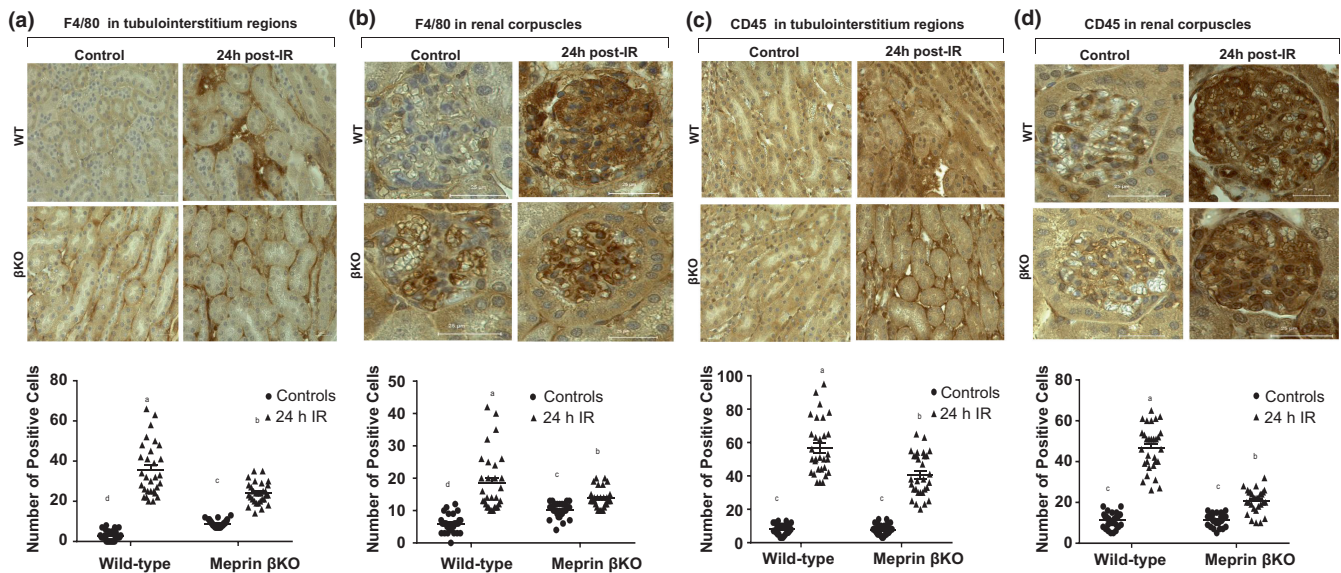 (a) F4/80 in tubulointerstitium regions
Control 24h post-IR
WT
βKO
Number of Positive Cells
80
60
40
20
0
a
b
c
d
Controls
24 h IR
Wild-type Meprin βKO
(b) F4/80 in renal corpuscles
Control 24h post-IR
WT
βKO
25 μm
Number of Positive Cells
50
40
30
20
10
0
a
b
c
d
Controls
24 h IR
Wild-type Meprin βKO
(c) CD45 in tubulointerstitium regions
Control 24h post-IR
WT
βKO
Number of Positive Cells
100
80
60
40
20
0
a
b
c
c
Controls
24 h IR
Wild-type Meprin βKO
(d) CD45 in renal corpuscles
Control 24h post-IR
WT
βKO
25 μm
Number of Positive Cells
80
60
40
20
0
a
b
c
c
Controls
24 h IR
Wild-type Meprin βKO